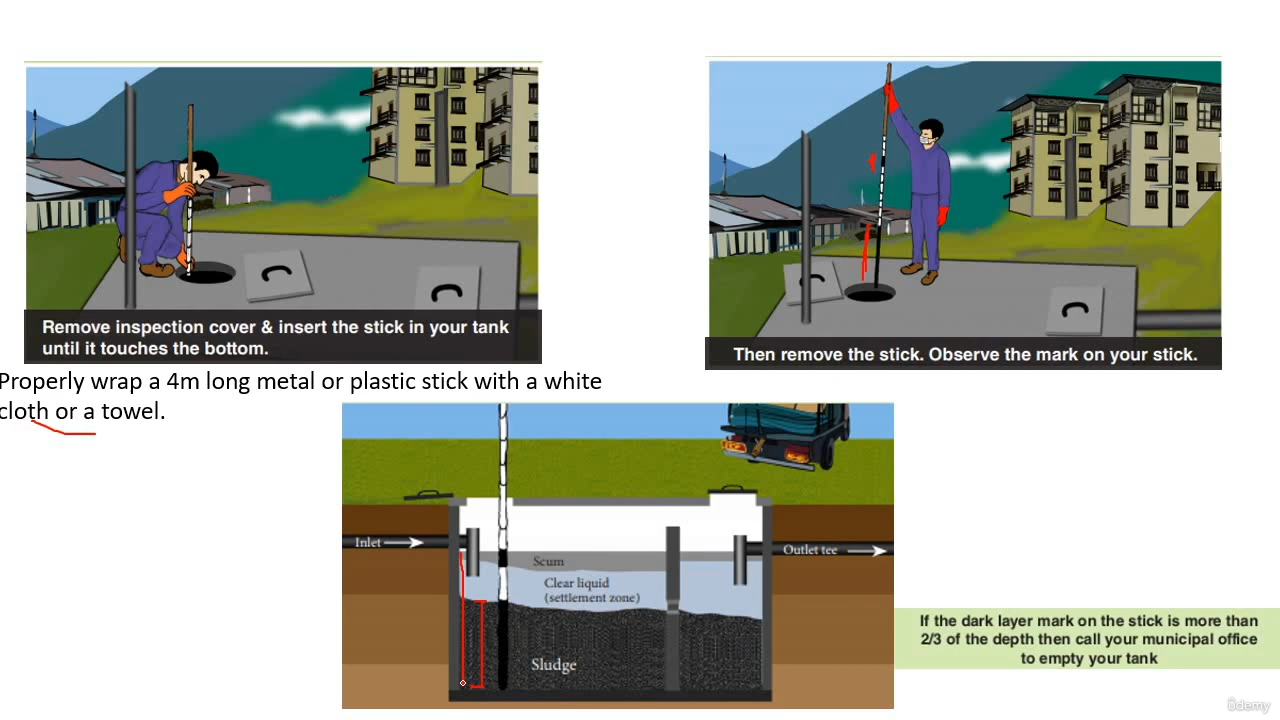 Remove inspection cover & insert the stick in your tank
until it touches the bottom.
Then remove the stick. Observe the mark on your stick.
Properly wrap a 4m long metal or plastic stick with a white
cloth or a towel.
Inlet
Scum
Clear liquid
(settlement zone)
Outlet tee
Sludge
If the dark layer mark on the stick is more than
2/3 of the depth then call your municipal office
to empty your tank
ûdemy